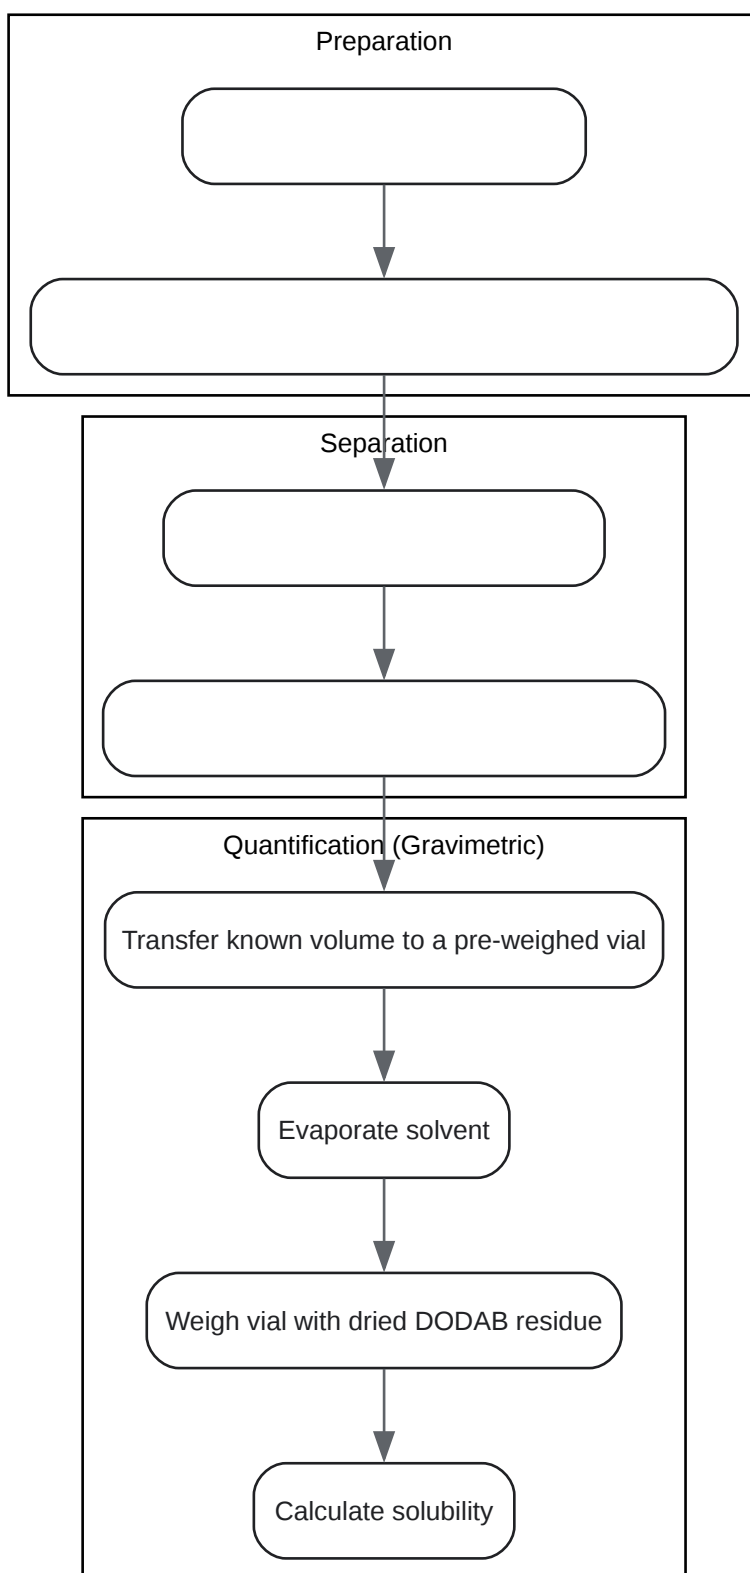 Preparation
Separation
Quantification (Gravimetric)
Transfer known volume to a pre-weighed vial
Evaporate solvent
Weigh vial with dried DODAB residue
Calculate solubility